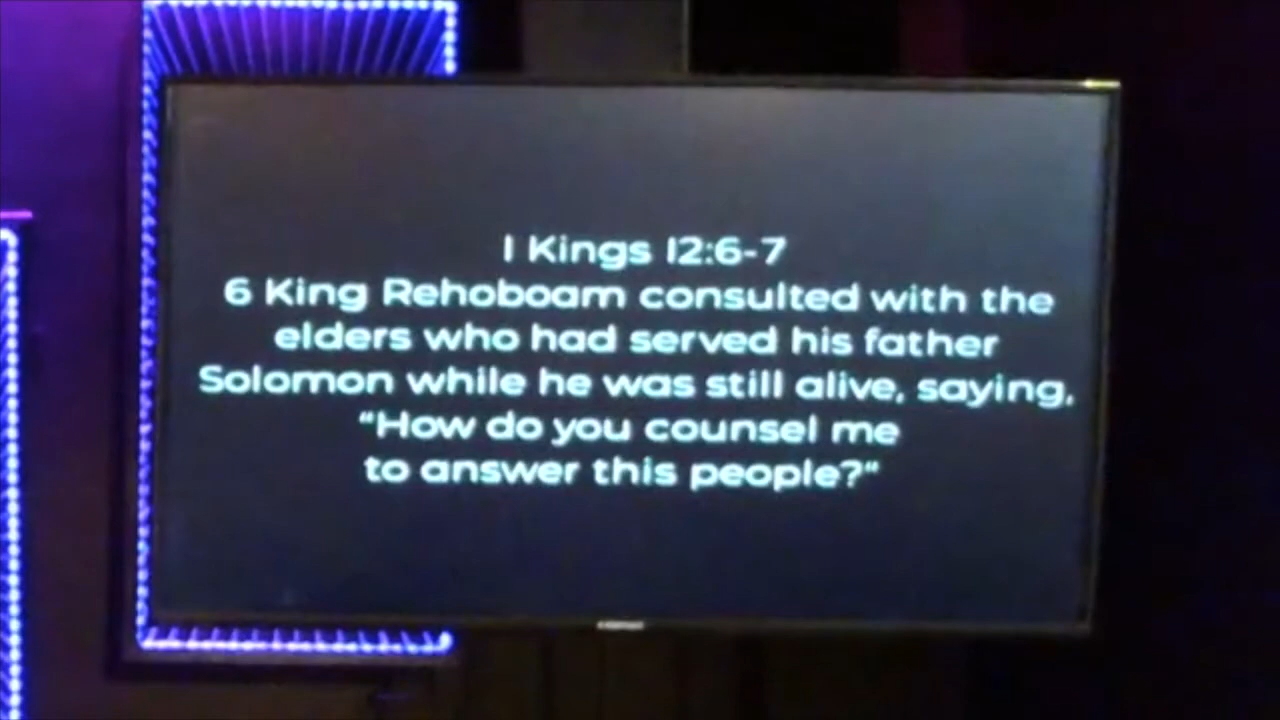 1 Kings 12:6-7
6 King Rehoboam consulted with the
elders who had served his father
Solomon while he was still alive, saying,
“How do you counsel me
to answer this people?“